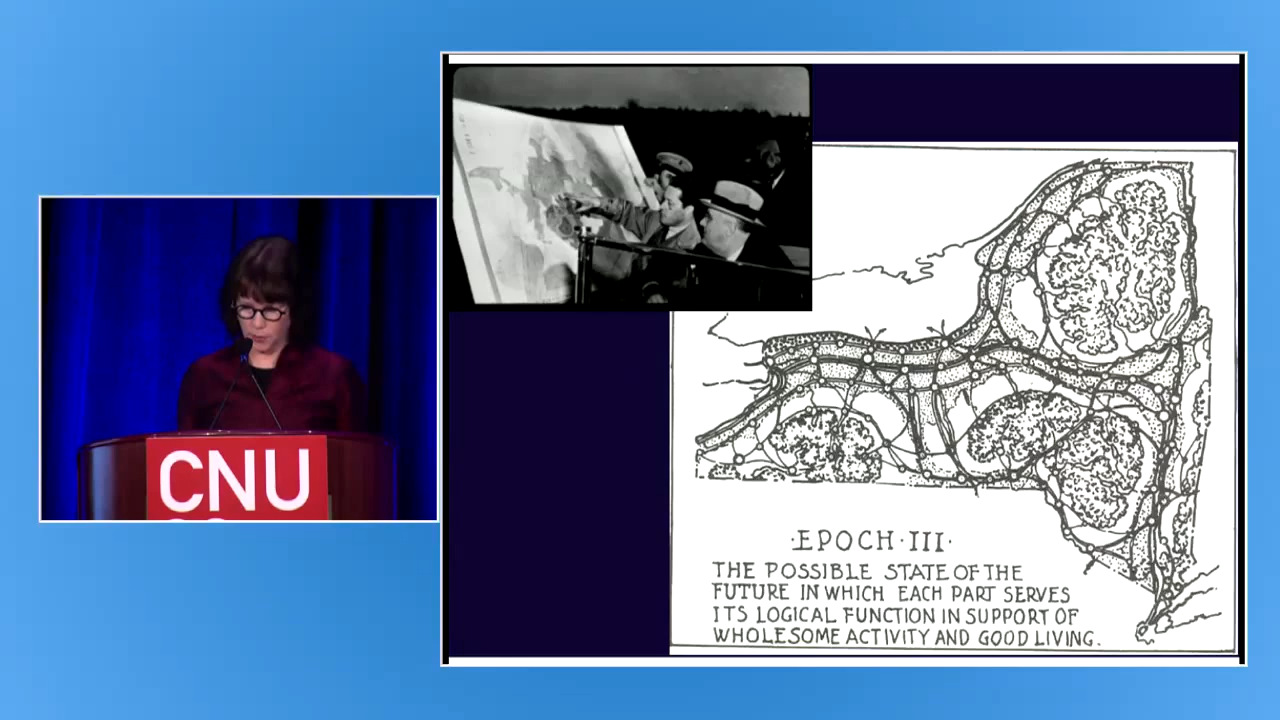 CNU
·EPOCH·III·
THE POSSIBLE STATE OF THE
FUTURE IN WHICH EACH PART SERVES
ITS LOGICAL FUNCTION IN SUPPORT OF
WHOLESOME ACTIVITY AND GOOD LIVING.